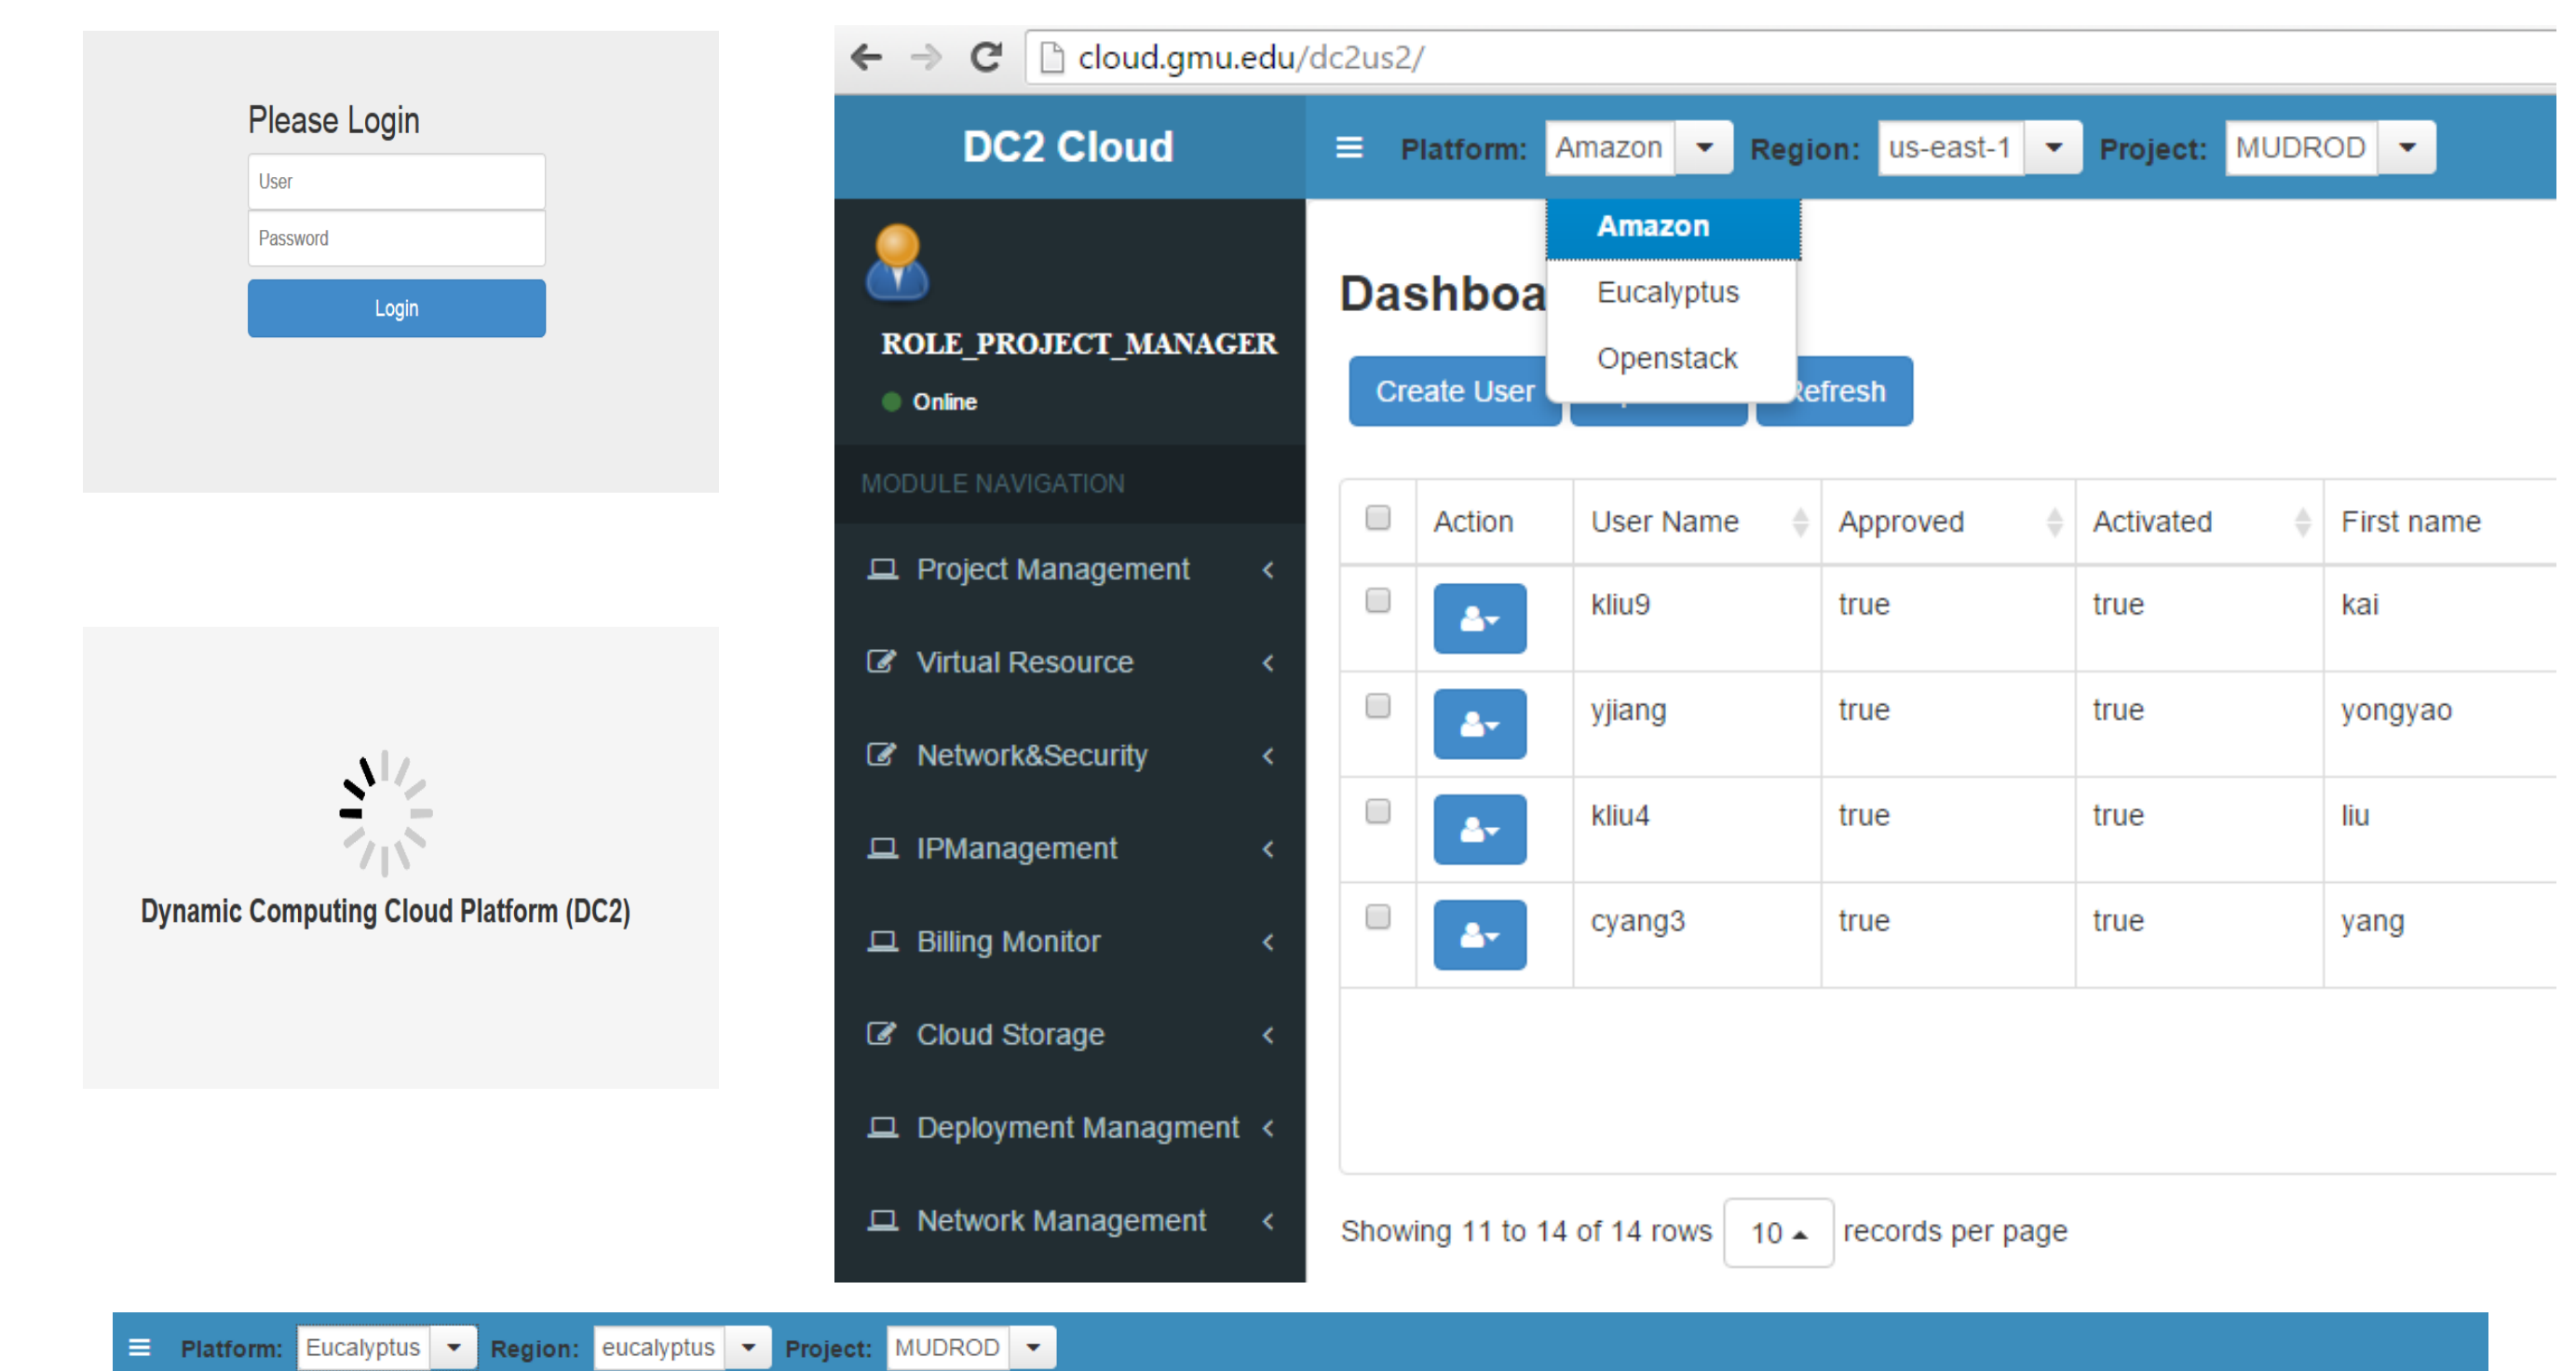 Please Login
User
Password
Login
Dynamic Computing Cloud Platform (DC2)
cloud.gmu.edu/dc2us2/
DC2 Cloud
Platform: Amazon Region: us-east-1 Project: MUDROD
Amazon
Eucalyptus
Openstack
ROLE_PROJECT_MANAGER
Online
MODULE NAVIGATION
Project Management
Virtual Resource
Network&Security
IPManagement
Billing Monitor
Cloud Storage
Deployment Managment
Network Management
Dashboa
Create User Refresh
Action User Name Approved Activated First name
kliu9 true true kai
yjiang true true yongyao
kliu4 true true liu
cyang3 true true yang
Showing 11 to 14 of 14 rows 10 records per page
Platform: Eucalyptus Region: eucalyptus Project: MUDROD